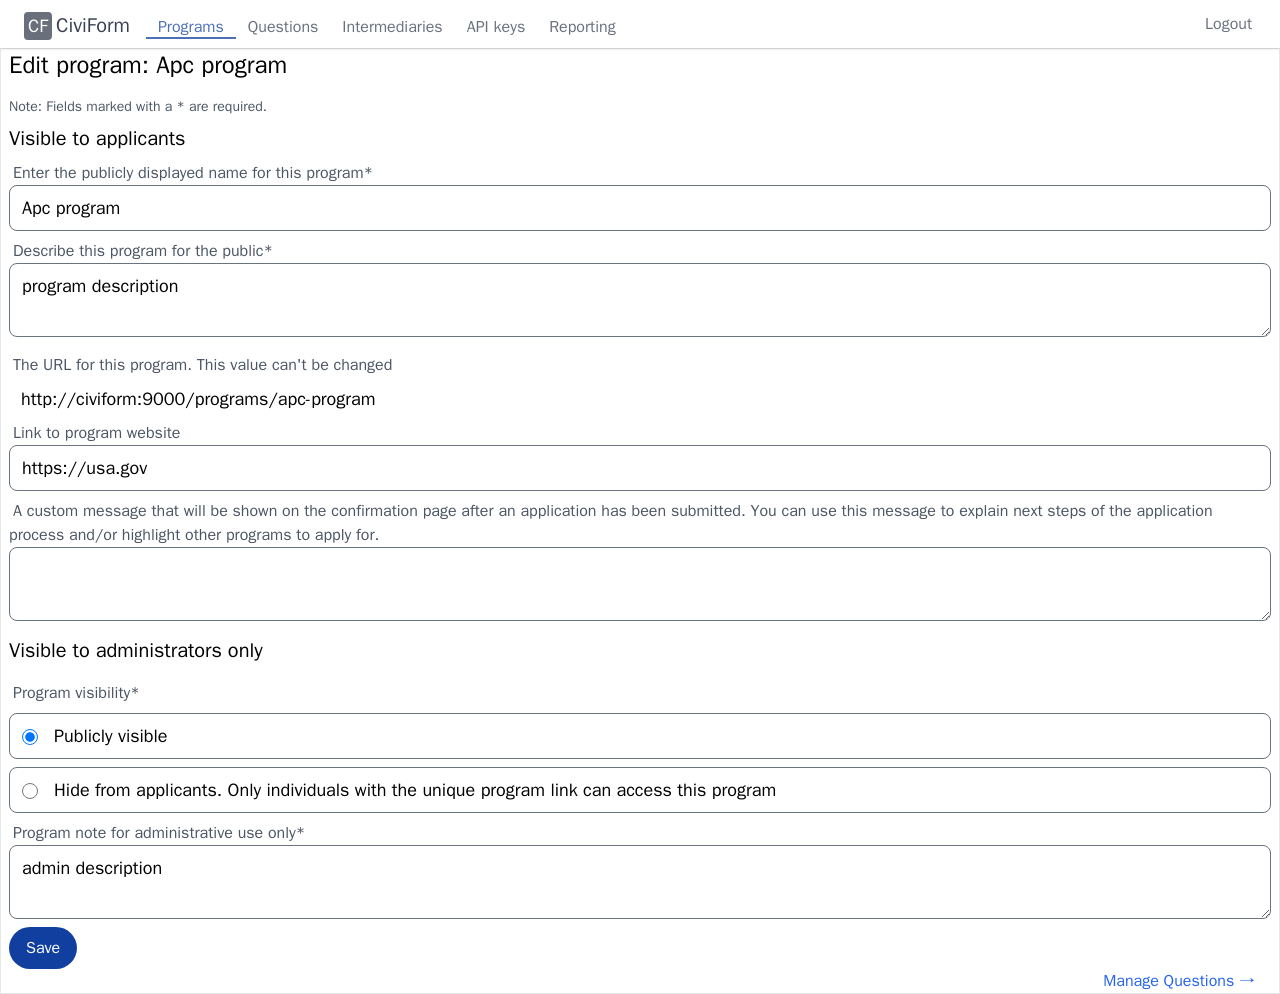 CF CiviForm Programs Questions Intermediaries API keys Reporting Logout
Edit program: Apc program
Note: Fields marked with a * are required.
Visible to applicants
Enter the publicly displayed name for this program*
Apc program
Describe this program for the public*
program description
The URL for this program. This value can't be changed
http://civiform:9000/programs/apc-program
Link to program website
https://usa.gov
A custom message that will be shown on the confirmation page after an application has been submitted. You can use this message to explain next steps of the application
process and/or highlight other programs to apply for.
Visible to administrators only
Program visibility*
Publicly visible
Hide from applicants. Only individuals with the unique program link can access this program
Program note for administrative use only*
admin description
Save
Manage Questions →